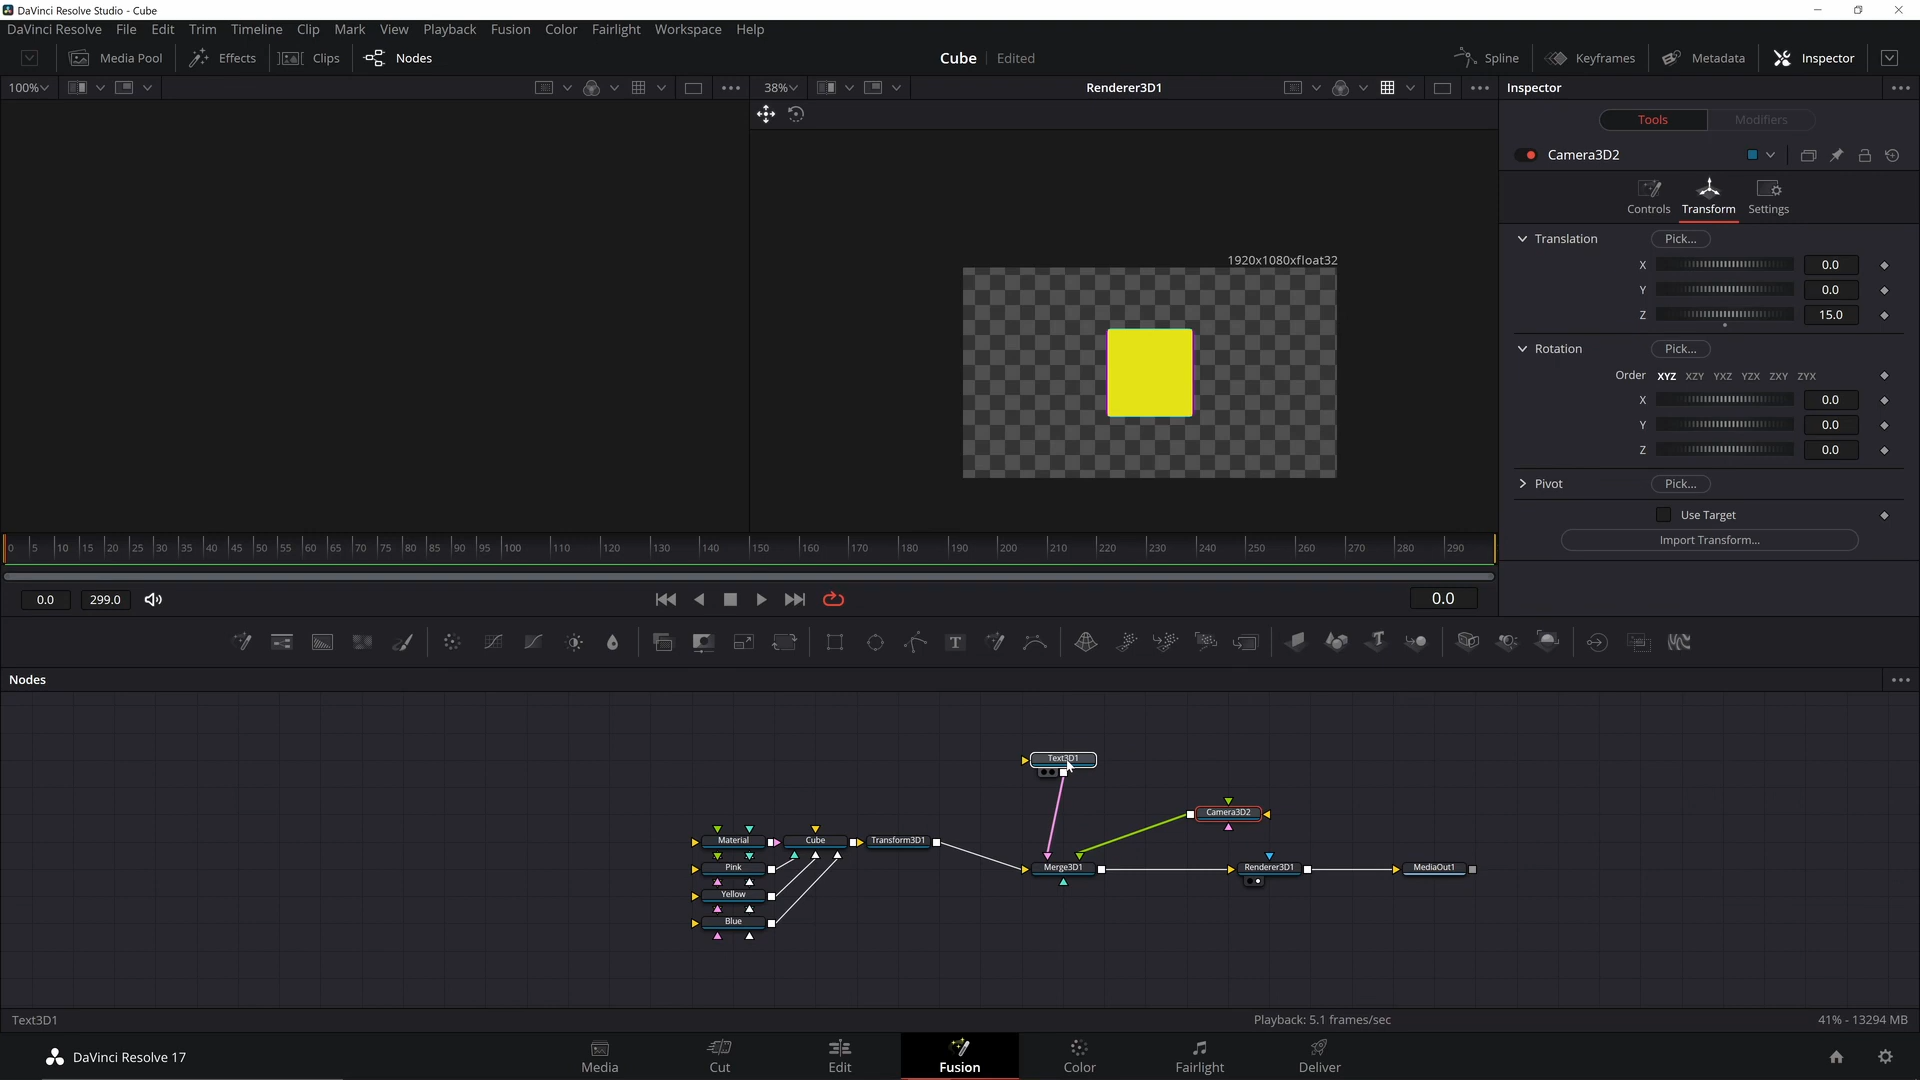 DaVinci Resolve Studio - Cube
DaVinci Resolve File Edit Trim Timeline Clip Mark View Playback Fusion Color Fairlight Workspace Help
Media Pool Effects Clips Nodes Cube Edited Spline Keyframes Metadata Inspector
100% 38% Renderer3D1 Inspector
Tools Modifiers
Camera3D2
Controls Transform Settings
Translation Pick...
X 0.0
Y 0.0
Z 15.0
Rotation Pick...
Order XYZ XZY YXZ YZX ZXY ZYX
X 0.0
Y 0.0
Z 0.0
Pivot Pick...
Use Target
Import Transform...
1920x1080xfloat32
0 5 10 15 20 25 30 35 40 45 50 55 60 65 70 75 80 85 90 95 100 110 120 130 140 150 160 170 180 190 200 210 220 230 240 250 260 270 280 290
0.0 299.0 0.0
Nodes
Text3D1
Camera3D2
Material Cube Transform3D1
Pink Merge3D1 Renderer3D1 MediaOut1
Yellow
Blue
Text3D1 Playback: 5.1 frames/sec 41% - 13294 MB
DaVinci Resolve 17 Media Cut Edit Fusion Color Fairlight Deliver